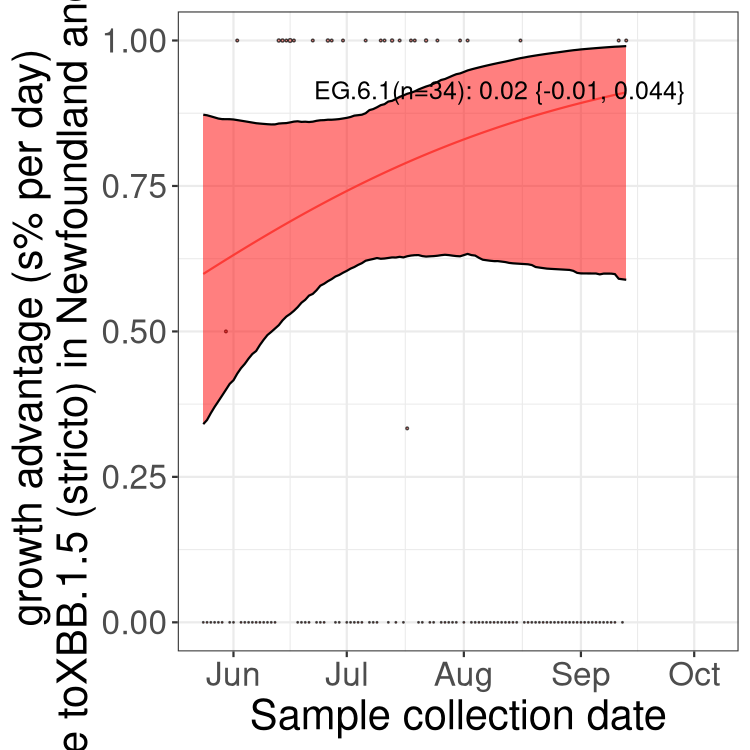 growth advantage (s% per day)
toXBB.1.5 (stricto) in Newfoundland
1.00
0.75
0.50
0.25
0.00
EG.6.1(n=34): 0.02 {-0.01, 0.044}
Jun
Jul
Aug
Sep
Oct
Sample collection date